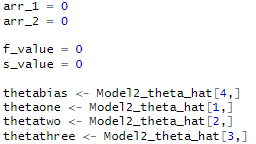 arr_1 = 0
arr_2 = 0
f_value = 0
s_value = 0
thetabias <- Model2_theta_hat[4,]
thetaone <- Model2_theta_hat[1,]
thetatwo <- Model2_theta_hat[2,]
thetathree <- Model2_theta_hat[3,]